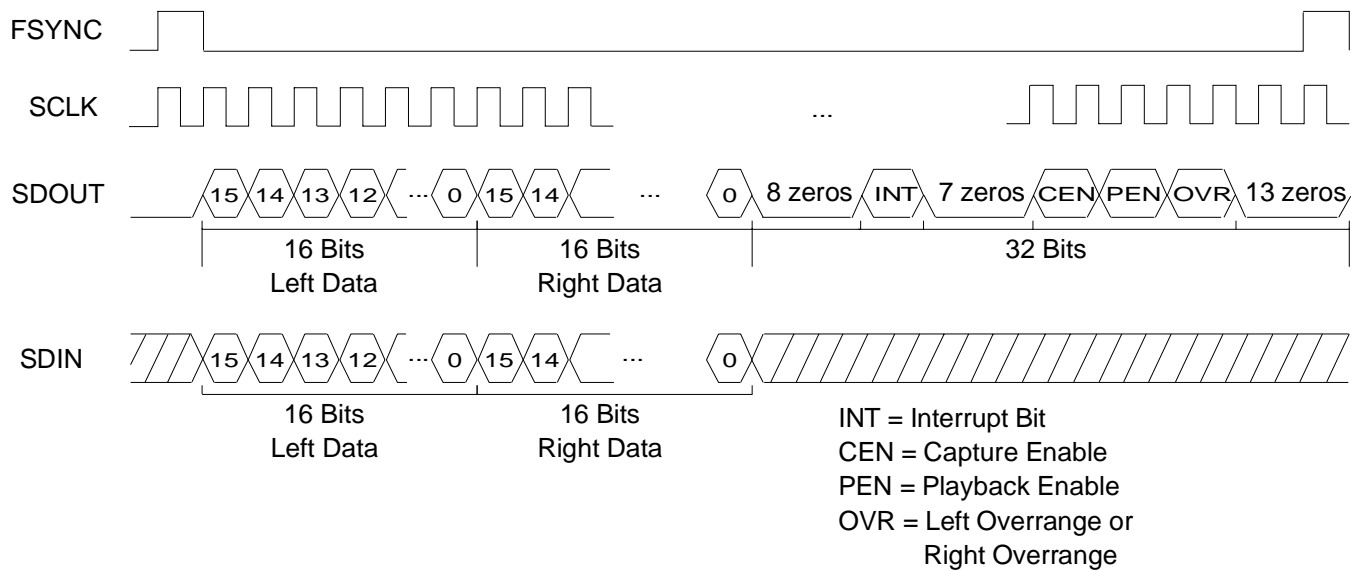 FSYNC
SCLK
...
SDOUT
15 14 13 12 ... 0 15 14 ... 0 8 zeros INT 7 zeros CEN PEN OVR 13 zeros
16 Bits
Left Data
16 Bits
Right Data
32 Bits
SDIN
15 14 13 12 ... 0 15 14 ... 0
16 Bits
Left Data
16 Bits
Right Data
INT = Interrupt Bit
CEN = Capture Enable
PEN = Playback Enable
OVR = Left Overrange or
Right Overrange